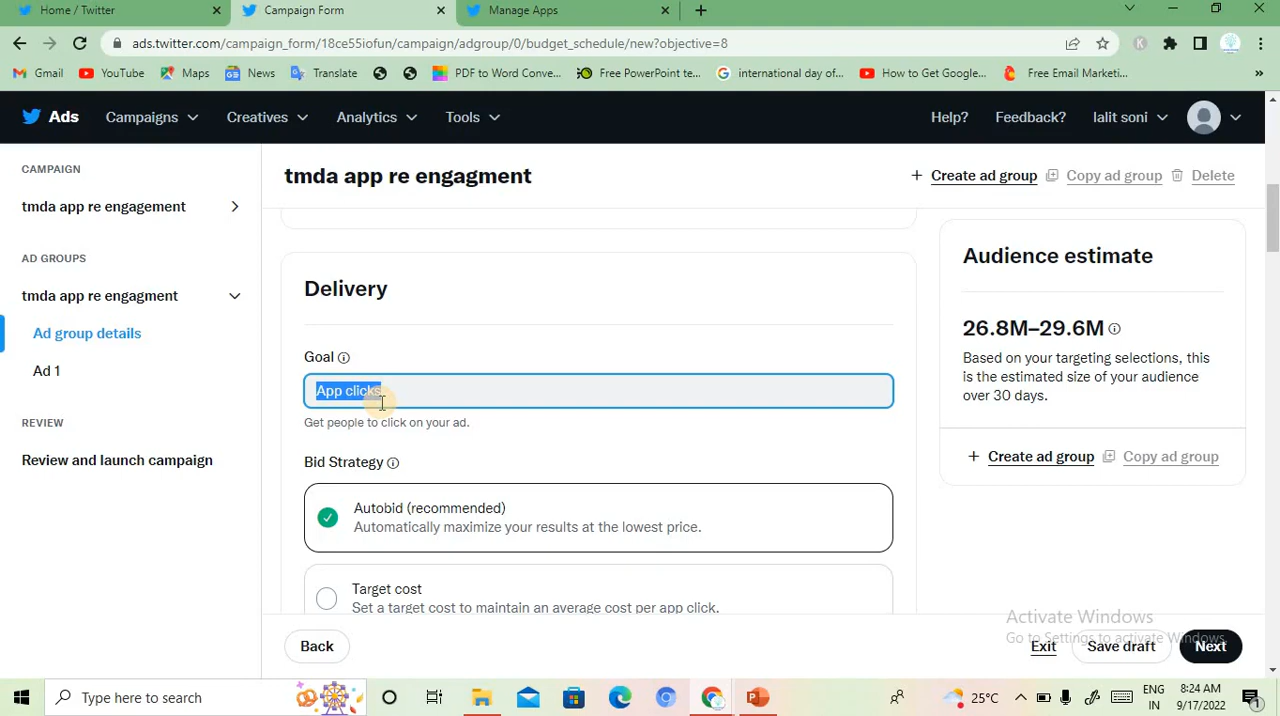 Home / Twitter
Campaign Form
Manage Apps
ads.twitter.com/campaign_form/18ce55iofun/campaign/adgroup/0/budget_schedule/new?objective=8
K
Gmail
YouTube
Maps
News
Translate
PDF to Word Conve...
Free PowerPoint te...
international day of...
How to Get Google...
Free Email Marketi...
»
Ads
Campaigns
Creatives
Analytics
Tools
Help?
Feedback?
lalit soni
CAMPAIGN
tmda app re engagement
AD GROUPS
tmda app re engagment
Ad group details
Ad 1
REVIEW
Review and launch campaign
tmda app re engagment
+ Create ad group
Copy ad group
Delete
Delivery
Goal
App clicks
Get people to click on your ad.
Bid Strategy
Autobid (recommended)
Automatically maximize your results at the lowest price.
Target cost
Set a target cost to maintain an average cost per app click.
Audience estimate
26.8M–29.6M
Based on your targeting selections, this
is the estimated size of your audience
over 30 days.
+ Create ad group
Copy ad group
Activate Windows
Go to Settings to activate Windows.
Back
Exit
Save draft
Next
Type here to search
25°C
ENG
IN
8:24 AM
9/17/2022
1